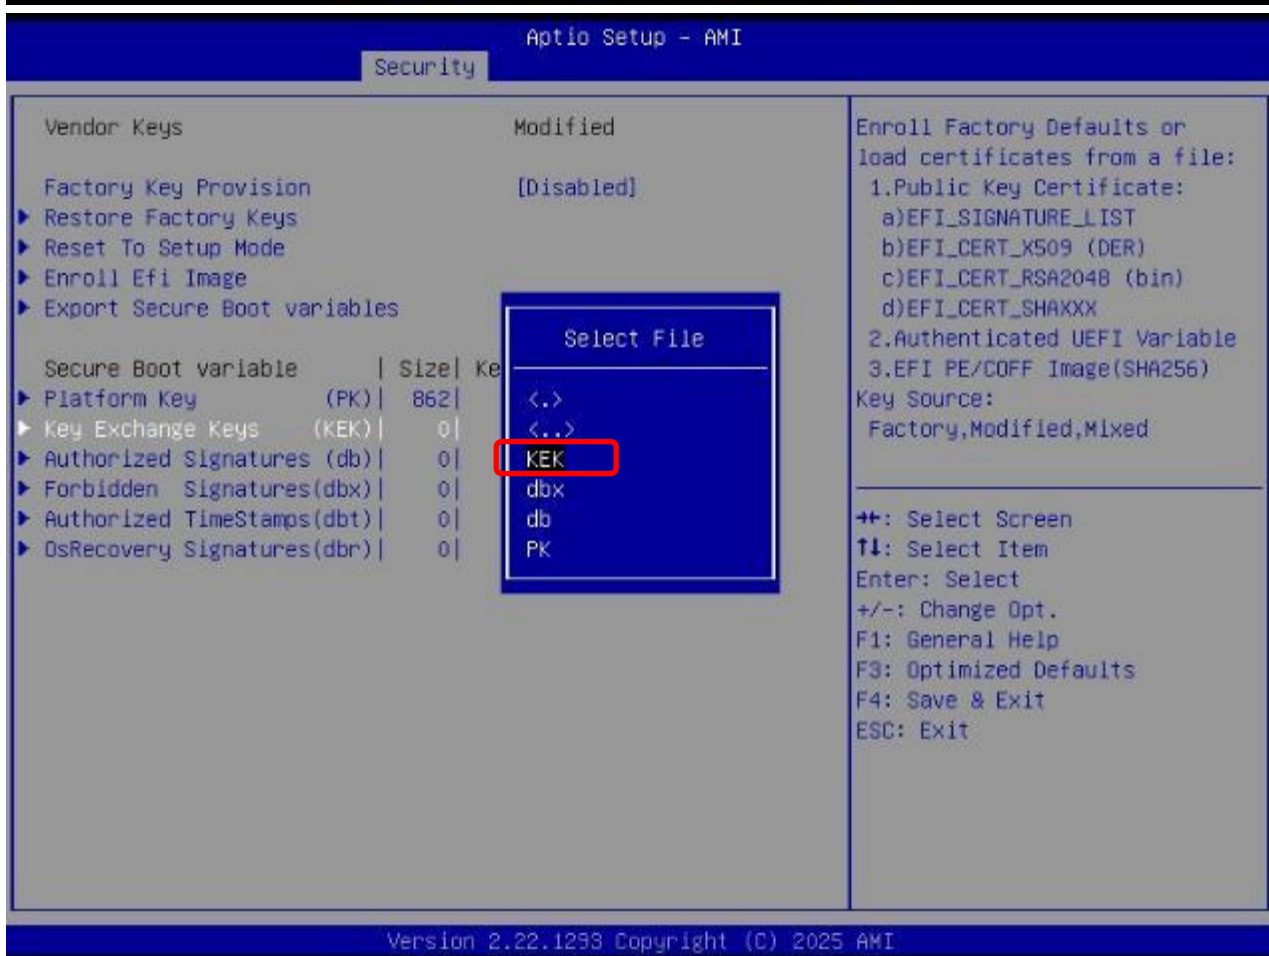 Aptio Setup - AMI
Security
Vendor Keys Modified
Factory Key Provision [Disabled]
Restore Factory Keys
Reset To Setup Mode
Enroll Efi Image
Export Secure Boot variables
Secure Boot variable | Size| Ke
Platform Key (PK)| 862|
Key Exchange Keys (KEK)| 0|
Authorized Signatures (db)| 0|
Forbidden Signatures(dbx)| 0|
Authorized TimeStamps(dbt)| 0|
OsRecovery Signatures(dbr)| 0|
Select File
<.>
<..>
KEK
dbx
db
PK
Enroll Factory Defaults or
load certificates from a file:
1.Public Key Certificate:
a)EFI_SIGNATURE_LIST
b)EFI_CERT_X509 (DER)
c)EFI_CERT_RSA2048 (bin)
d)EFI_CERT_SHAXXX
2.Authenticated UEFI Variable
3.EFI PE/COFF Image(SHA256)
Key Source:
Factory,Modified,Mixed
→←: Select Screen
↑↓: Select Item
Enter: Select
+/-: Change Opt.
F1: General Help
F3: Optimized Defaults
F4: Save & Exit
ESC: Exit
Version 2.22.1293 Copyright (C) 2025 AMI